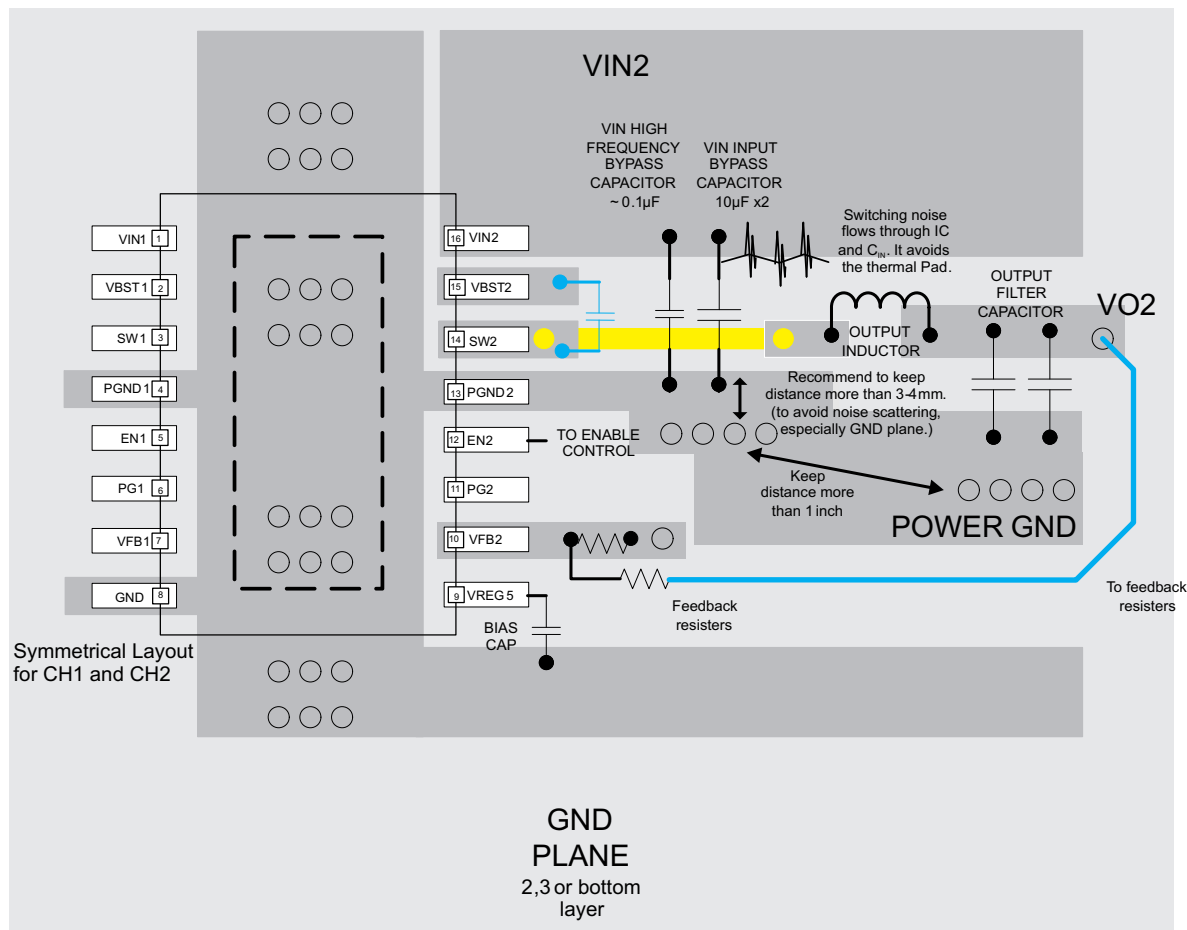 VIN2
VIN HIGH
FREQUENCY
BYPASS
CAPACITOR
~ 0.1µF
VIN INPUT
BYPASS
CAPACITOR
10µF x2
Switching noise
flows through IC
and CIN. It avoids
the thermal Pad.
OUTPUT
FILTER
CAPACITOR
VO2
OUTPUT
INDUCTOR
VIN1 1
VBST1 2
SW1 3
PGND1 4
EN1 5
PG1 6
VFB1 7
GND 8
16 VIN2
15 VBST2
14 SW2
13 PGND2
12 EN2
11 PG2
10 VFB2
9 VREG5
TO ENABLE
CONTROL
Recommend to keep
distance more than 3-4mm.
(to avoid noise scattering,
especially GND plane.)
Keep
distance more
than 1 inch
POWER GND
To feedback
resisters
Feedback
resisters
BIAS
CAP
Symmetrical Layout
for CH1 and CH2
GND
PLANE
2,3 or bottom
layer